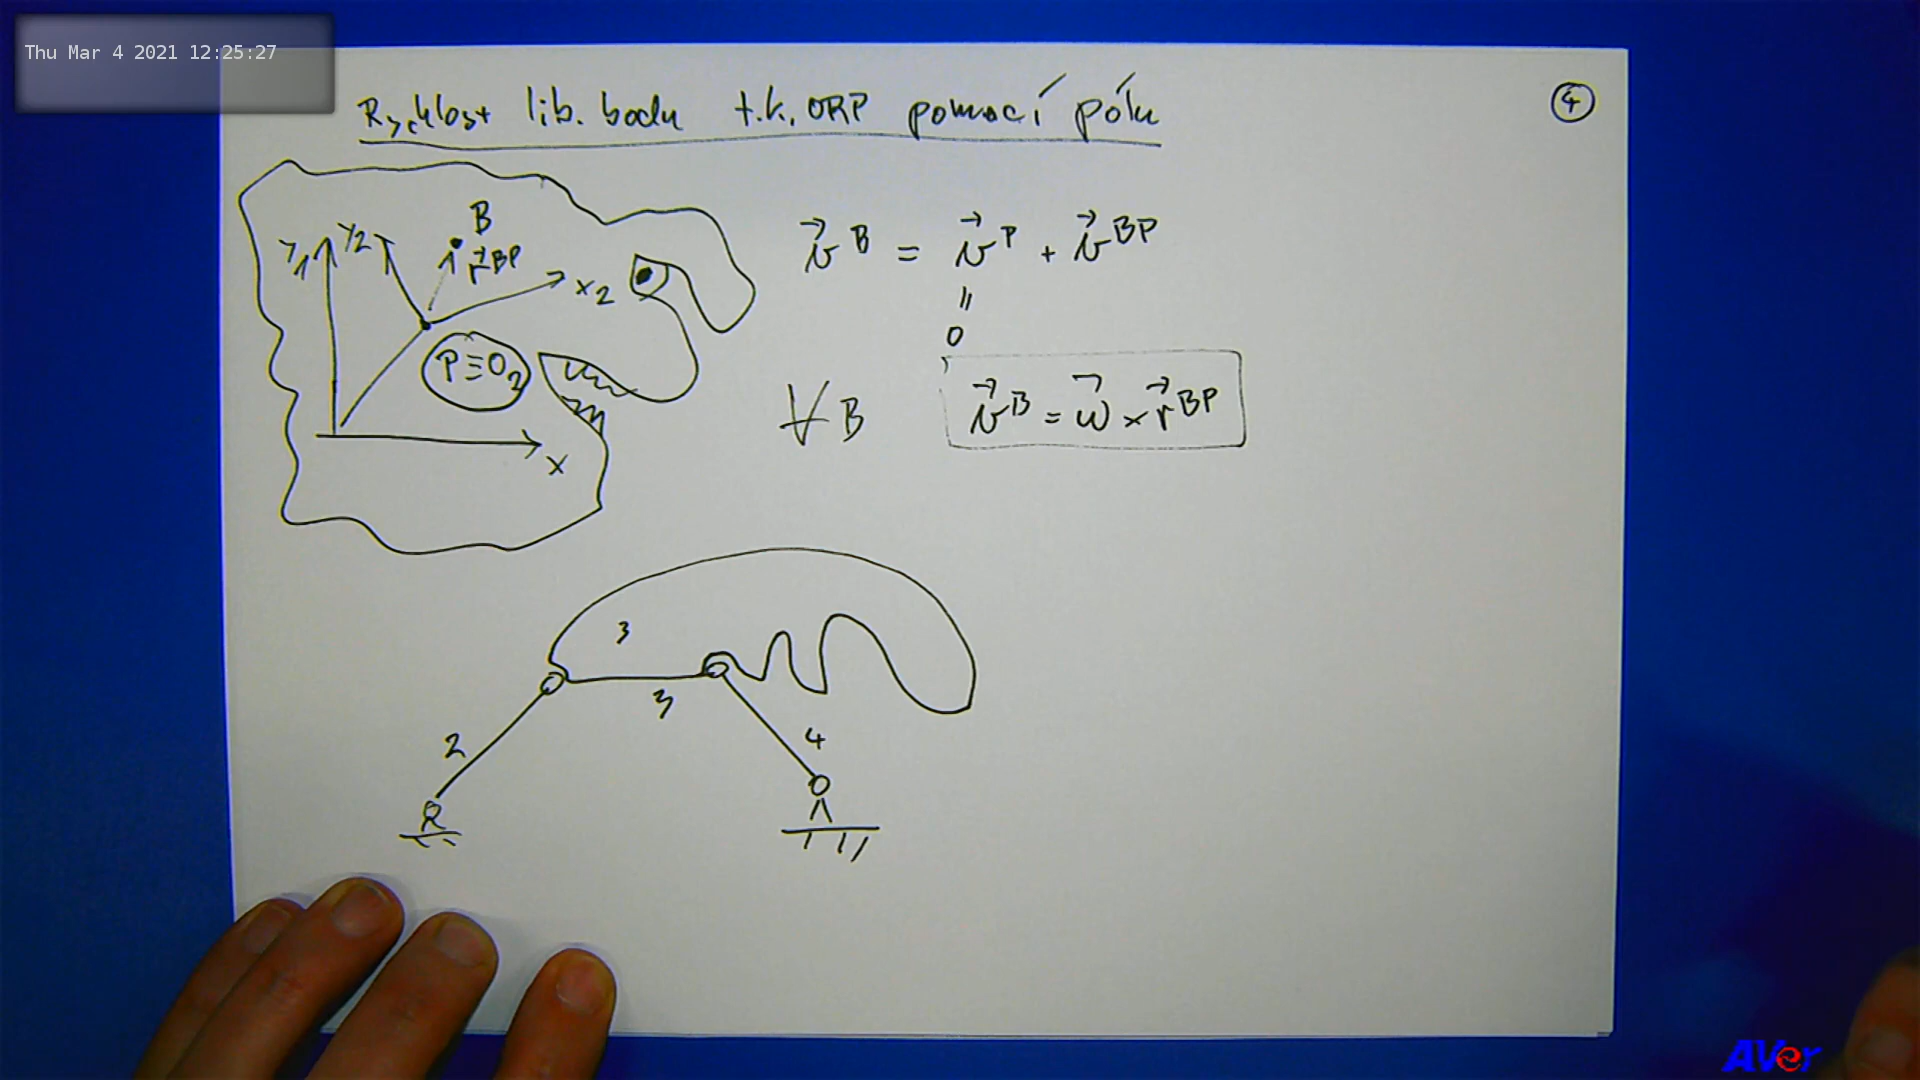 Thu Mar 4 2021 12:25:27
Rychlost lib. bodu t.k. ORP pomocí pólu
4
B
y₁ y₂ r⃗ᴮᴾ
x₂
P≡O₂
x
v⃗ᴮ = v⃗ᴾ + v⃗ᴮᴾ
=
0
∀B v⃗ᴮ = ω⃗ × r⃗ᴮᴾ
3
3
2
4
AVer